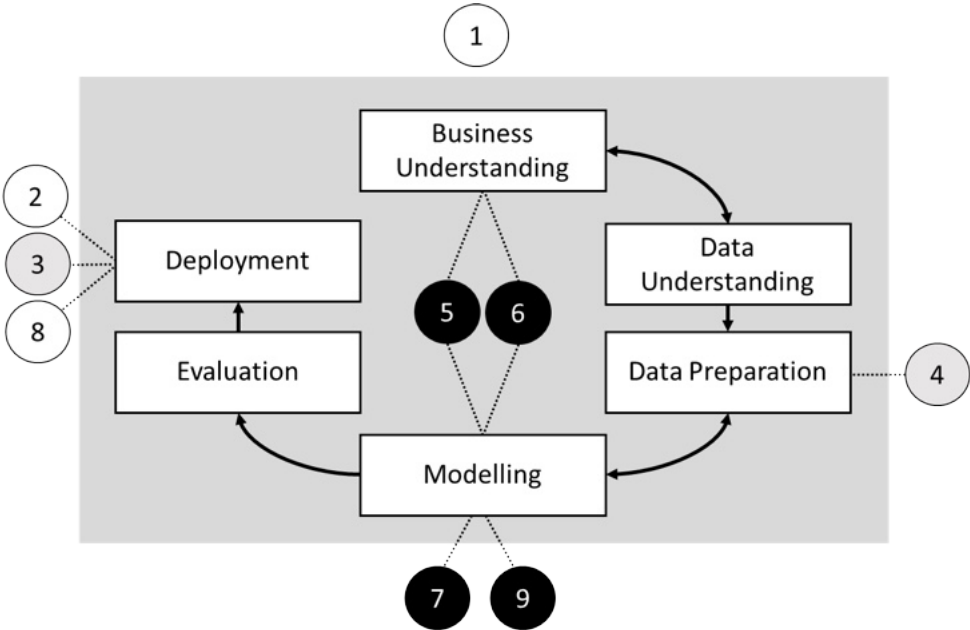 1
Business
Understanding
2
Deployment
Data
Understanding
3
8
5
6
Evaluation
Data Preparation
4
Modelling
7
9